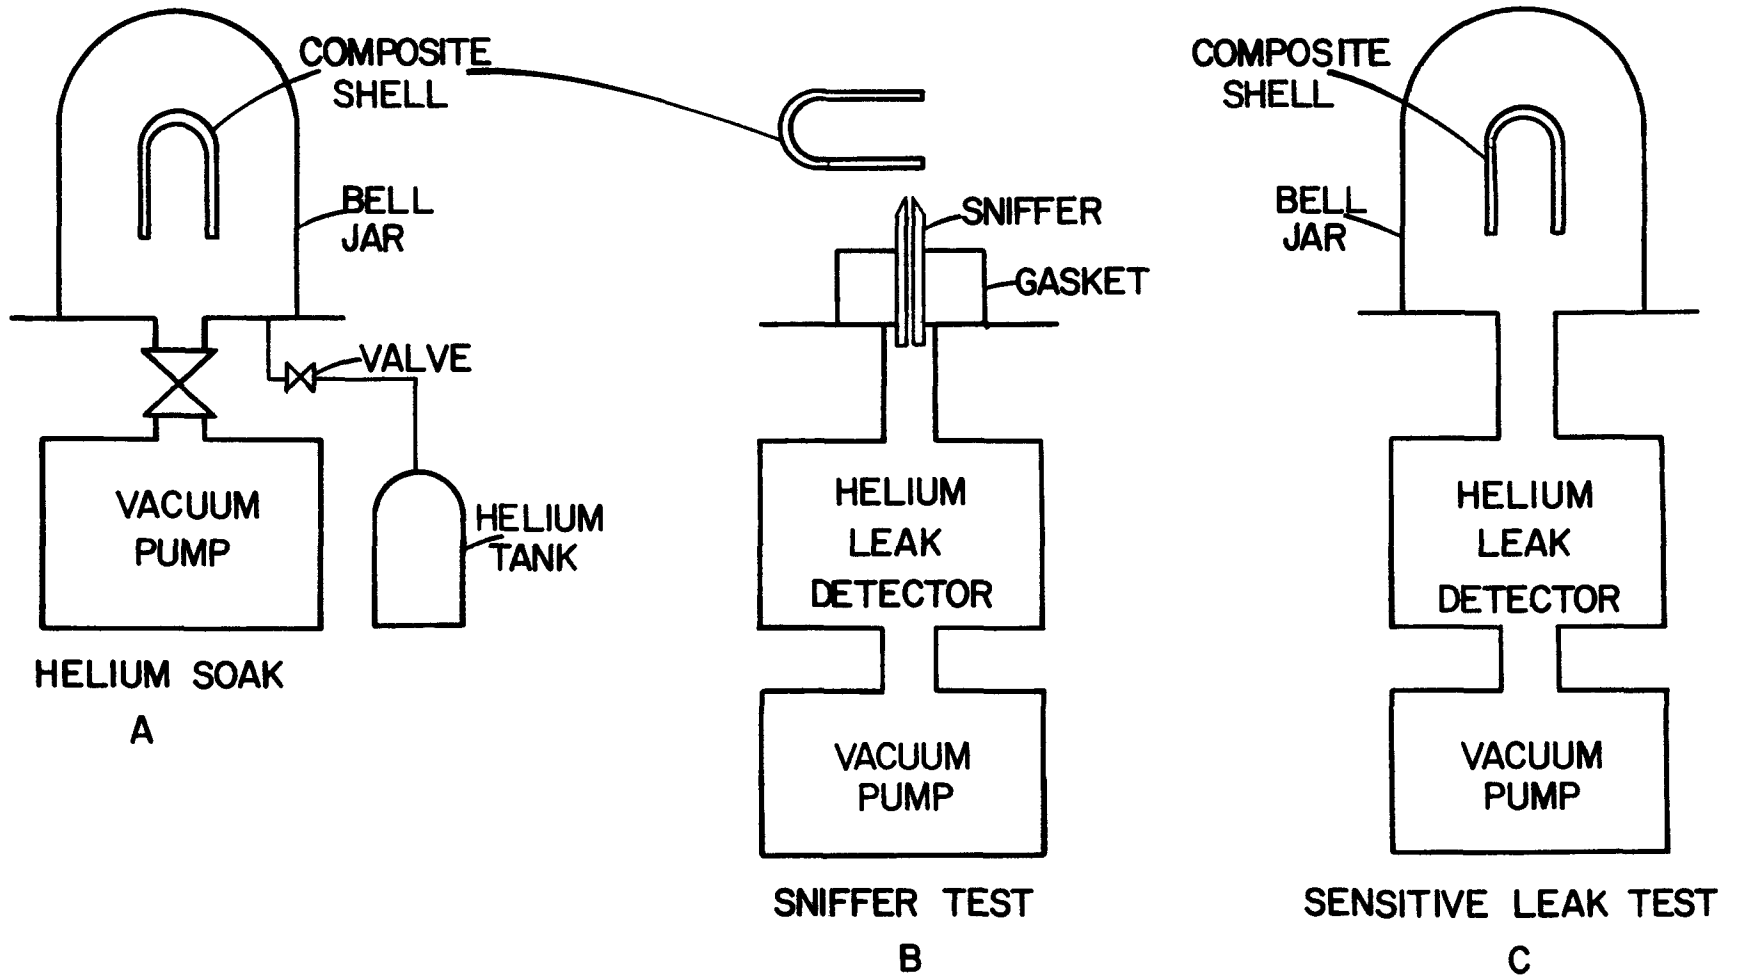 COMPOSITE
SHELL
BELL
JAR
VALVE
VACUUM
PUMP
HELIUM
TANK
HELIUM SOAK
A
SNIFFER
GASKET
HELIUM
LEAK
DETECTOR
VACUUM
PUMP
SNIFFER TEST
B
COMPOSITE
SHELL
BELL
JAR
HELIUM
LEAK
DETECTOR
VACUUM
PUMP
SENSITIVE LEAK TEST
C